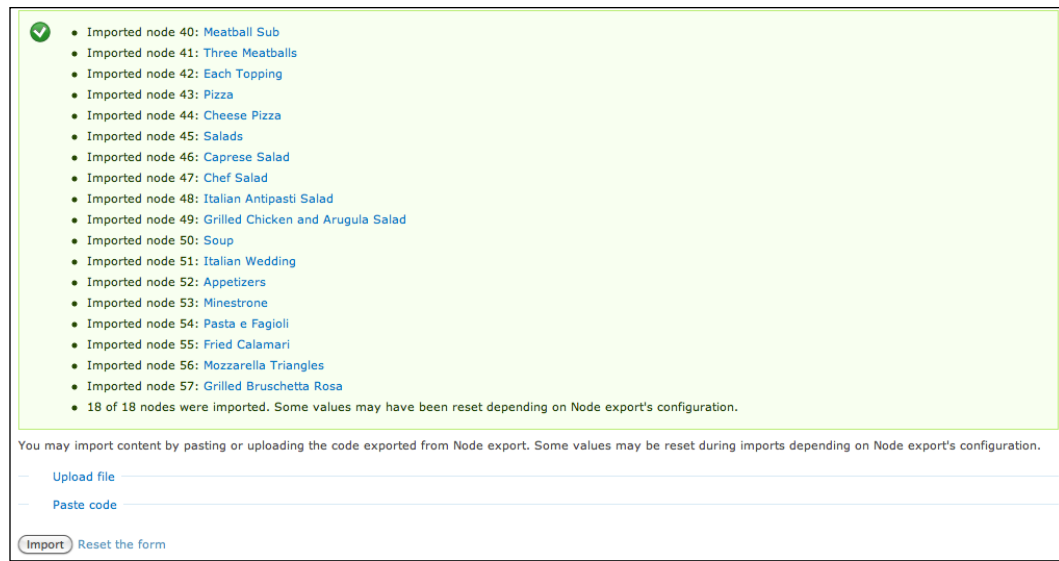 Imported node 40: Meatball Sub
Imported node 41: Three Meatballs
Imported node 42: Each Topping
Imported node 43: Pizza
Imported node 44: Cheese Pizza
Imported node 45: Salads
Imported node 46: Caprese Salad
Imported node 47: Chef Salad
Imported node 48: Italian Antipasti Salad
Imported node 49: Grilled Chicken and Arugula Salad
Imported node 50: Soup
Imported node 51: Italian Wedding
Imported node 52: Appetizers
Imported node 53: Minestrone
Imported node 54: Pasta e Fagioli
Imported node 55: Fried Calamari
Imported node 56: Mozzarella Triangles
Imported node 57: Grilled Bruschetta Rosa
18 of 18 nodes were imported. Some values may have been reset depending on Node export's configuration.
You may import content by pasting or uploading the code exported from Node export. Some values may be reset during imports depending on Node export's configuration.
Upload file
Paste code
Import Reset the form